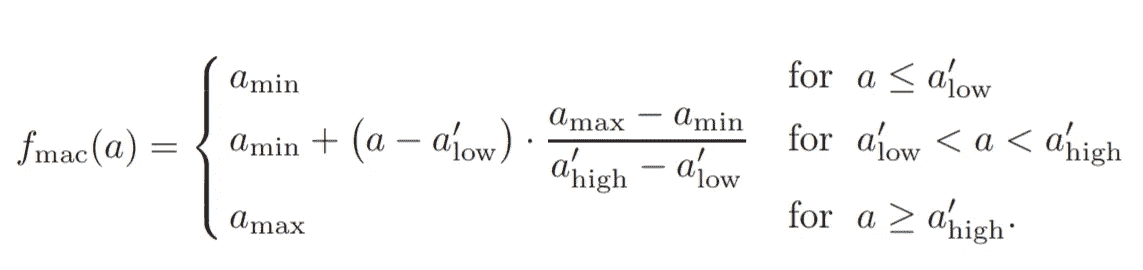 a_min for a ≤ a′_low
f_mac(a) = { a_min + (a − a′_low) · (a_max − a_min) / (a′_high − a′_low) for a′_low < a < a′_high
a_max for a ≥ a′_high.